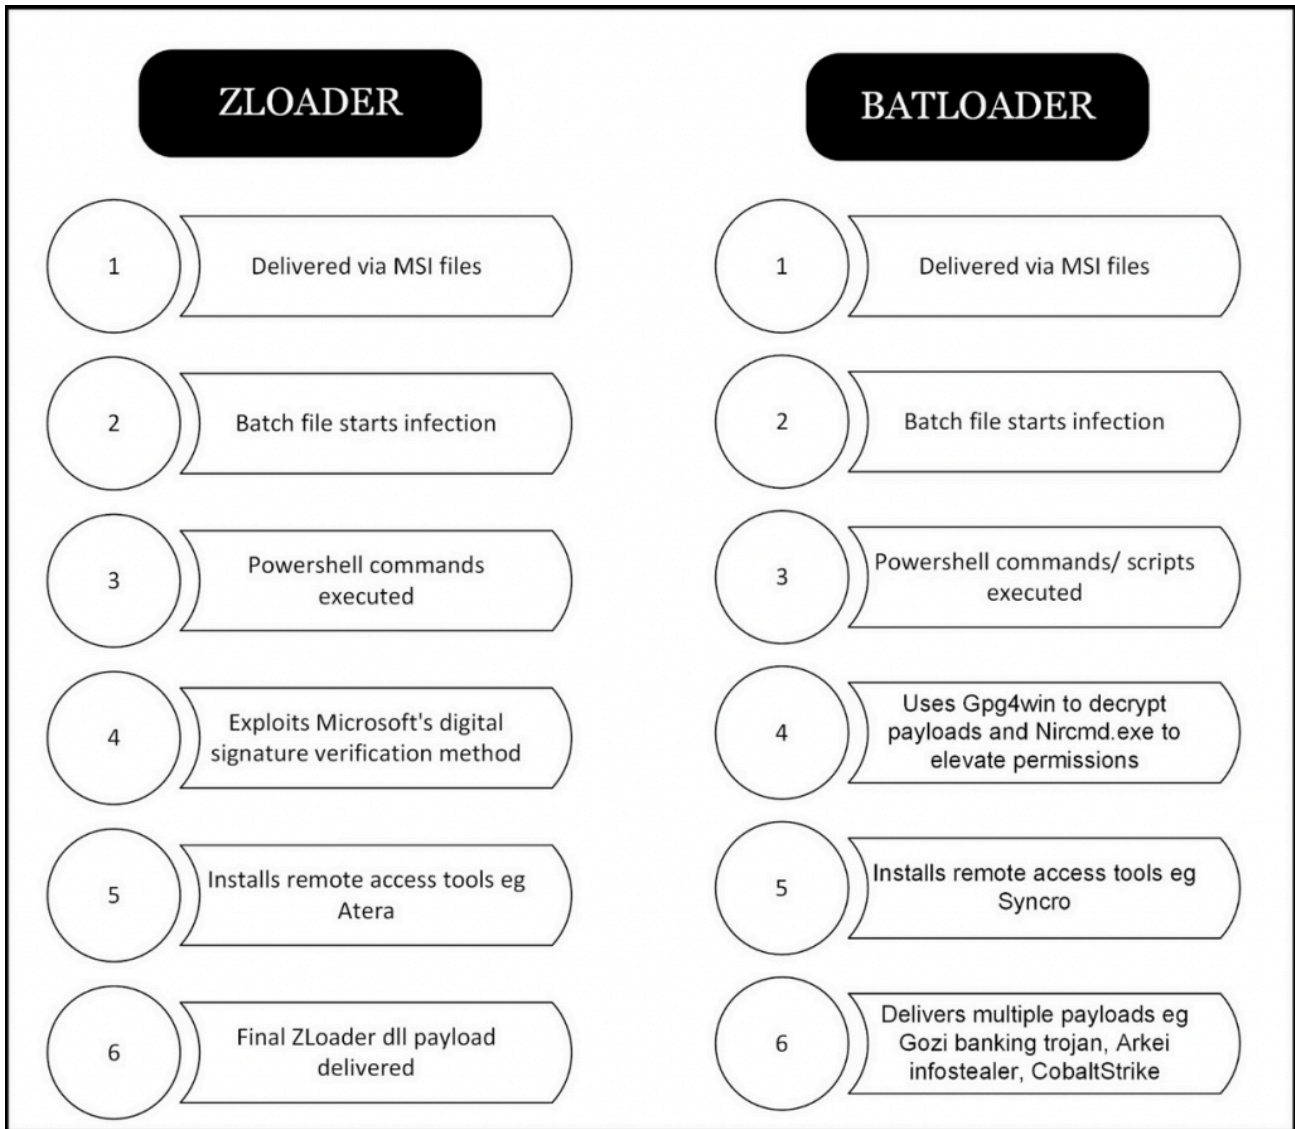 ZLOADER
1
Delivered via MSI files
2
Batch file starts infection
3
Powershell commands
executed
4
Exploits Microsoft's digital
signature verification method
5
Installs remote access tools eg
Atera
6
Final ZLoader dll payload
delivered
BATLOADER
1
Delivered via MSI files
2
Batch file starts infection
3
Powershell commands/ scripts
executed
4
Uses Gpg4win to decrypt
payloads and Nircmd.exe to
elevate permissions
5
Installs remote access tools eg
Syncro
6
Delivers multiple payloads eg
Gozi banking trojan, Arkei
infostealer, CobaltStrike